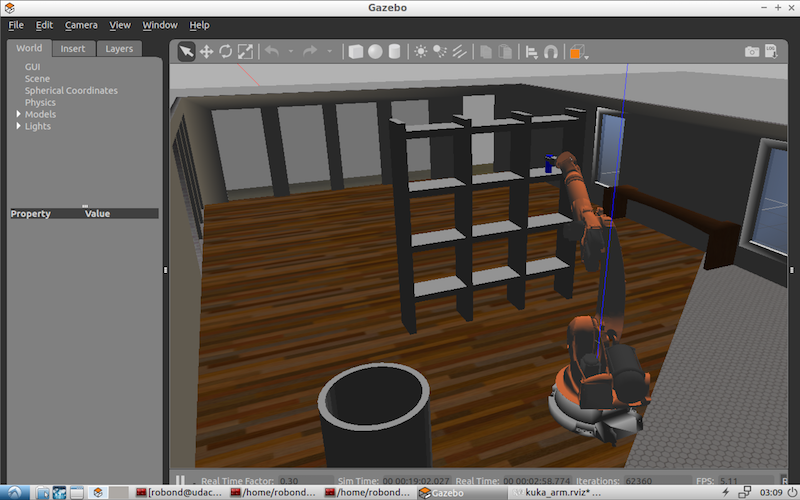 Gazebo
File Edit Camera View Window Help
World Insert Layers
GUI
Scene
Spherical Coordinates
Physics
Models
Lights
Property Value
Real Time Factor: 0.30 Sim Time: 00:00:19:02.027 Real Time: 00:00:02:58.774 Iterations: 62360 FPS: 5.11
[robond@udac... /home/robond... /home/robond... Gazebo kuka_arm.rviz* ... 03:09